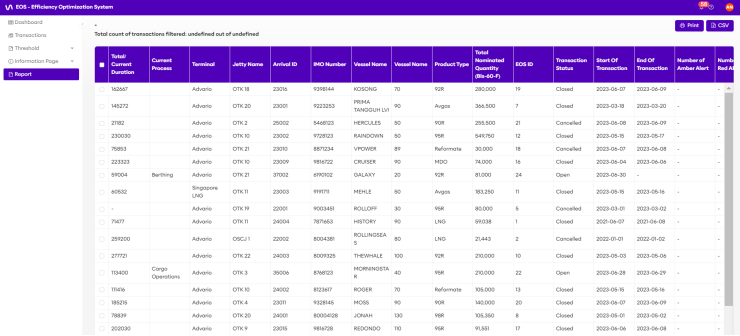 EOS - Efficiency Optimization System
AM
Dashboard
Transactions
Threshold
Information Page
Report
-
Total count of transactions filtered: undefined out of undefined
Print
CSV
Total/ Current Duration | Current Process | Terminal | Jetty Name | Arrival ID | IMO Number | Vessel Name | Vessel Name | Product Type | Total Nominated Quantity (Bls-60-F) | EOS ID | Transaction Status | Start Of Transaction | End Of Transaction | Number of Amber Alert | Numb Red Al
162667 Advario OTK 18 23016 9398144 KOSONG 70 92R 280,000 19 Closed 2023-06-07 2023-06-09 - -
145272 Advario OTK 20 23001 9223253 PRIMA TANGGUH LVI 90 Avgas 366,500 7 Closed 2023-03-18 2023-03-20 - -
21182 Advario OTK 2 25002 5468123 HERCULES 50 90R 255,500 21 Cancelled 2023-06-08 2023-06-09 - -
230030 Advario OTK 10 23002 9728123 RAINDOWN 50 95R 549,750 12 Closed 2023-05-15 2023-05-17 - -
75853 Advario OTK 21 23010 8871234 VPOWER 89 Reformate 30,000 18 Cancelled 2023-06-07 2023-06-08 - -
223323 Advario OTK 10 23009 9816722 CRUISER 90 MDO 74,000 16 Closed 2023-06-04 2023-06-06 - -
59004 Berthing Advario OTK 21 37002 6190102 GALAXY 20 92R 81,000 24 Open 2023-06-30 - - -
60532 Singapore LNG OTK 11 23003 9191711 MEHLE 50 Avgas 183,250 11 Closed 2023-05-15 2023-05-16 - -
- Advario OTK 19 22001 9003451 ROLLOFF 30 95R 80,000 5 Cancelled 2023-03-01 2023-03-02 - -
71477 Advario OTK 11 24004 7871653 HISTORY 90 LNG 59,038 1 Closed 2021-06-07 2021-06-08 - -
259200 Advario OSCJ 1 22002 8004381 ROLLINGSEA S 80 LNG 21,443 2 Cancelled 2022-01-01 2022-01-02 - -
277721 Advario OTK 22 24003 8009325 THEWHALE 100 92R 210,000 10 Closed 2023-05-03 2023-05-06 - -
113400 Cargo Operations Advario OTK 3 35006 8768123 MORNINGSTA R 40 95R 210,000 22 Open 2023-06-28 2023-06-29 - -
111416 Advario OTK 10 24002 8123617 ROGER 70 Reformate 105,000 13 Closed 2023-05-15 2023-05-16 - -
185215 Advario OTK 4 23011 9328145 MOSS 90 90R 140,000 20 Closed 2023-06-07 2023-06-09 - -
78839 Advario OTK 20 24001 80004128 JONAH 130 98R 105,350 8 Closed 2023-05-01 2023-05-02 - -
202030 Advario OTK 9 23015 9816728 REDONDO 110 95R 91,551 17 Closed 2023-06-06 2023-06-08 - -